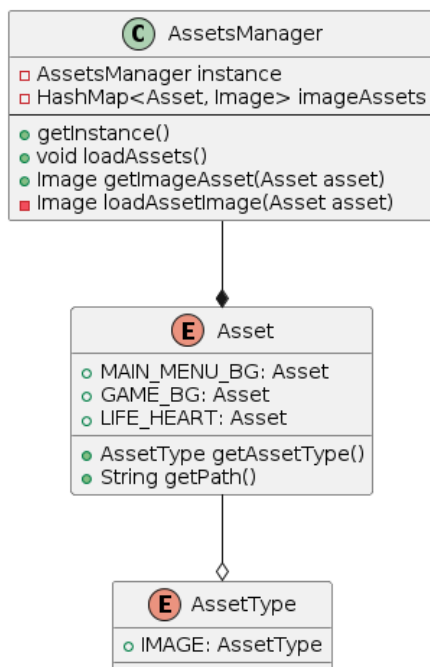 C AssetsManager
AssetsManager instance
HashMap<Asset, Image> imageAssets
getInstance()
void loadAssets()
Image getImageAsset(Asset asset)
Image loadAssetImage(Asset asset)
E Asset
MAIN_MENU_BG: Asset
GAME_BG: Asset
LIFE_HEART: Asset
AssetType getAssetType()
String getPath()
E AssetType
IMAGE: AssetType